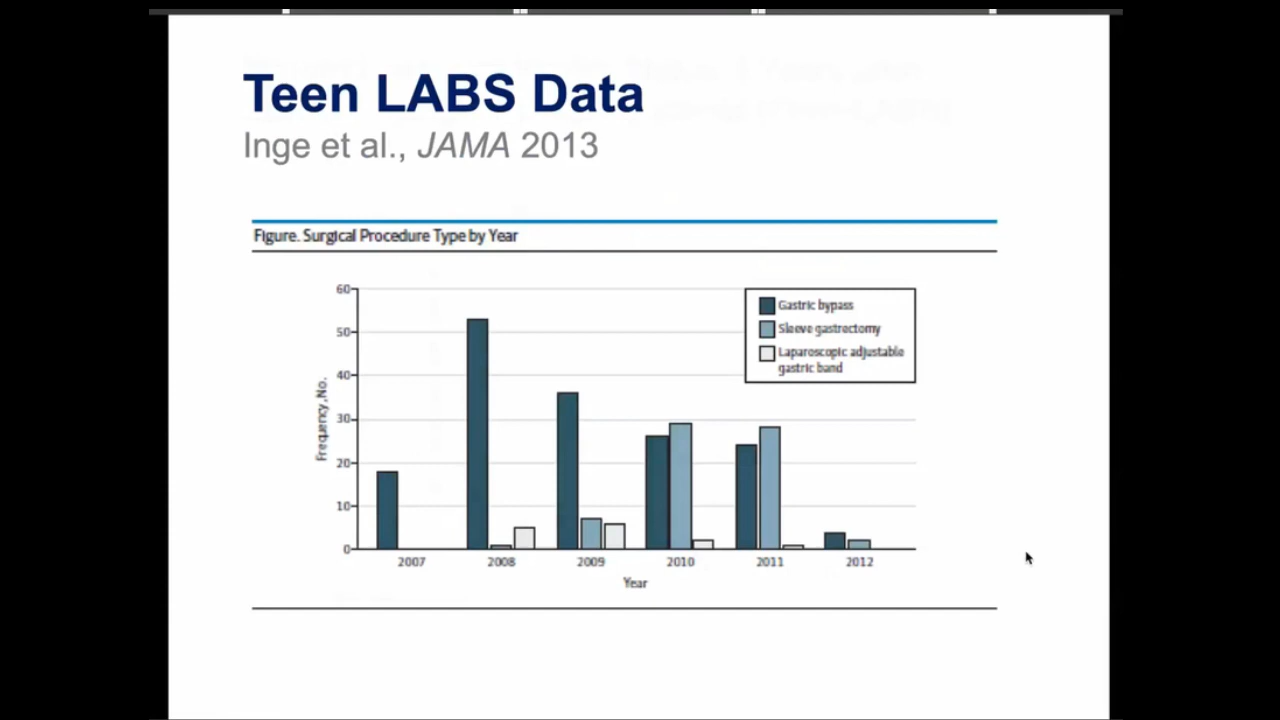 Teen LABS Data
Inge et al., JAMA 2013
Figure. Surgical Procedure Type by Year
60
50
40
30
20
10
0
Frequency, No.
Gastric bypass
Sleeve gastrectomy
Laparoscopic adjustable
gastric band
2007 2008 2009 2010 2011 2012
Year